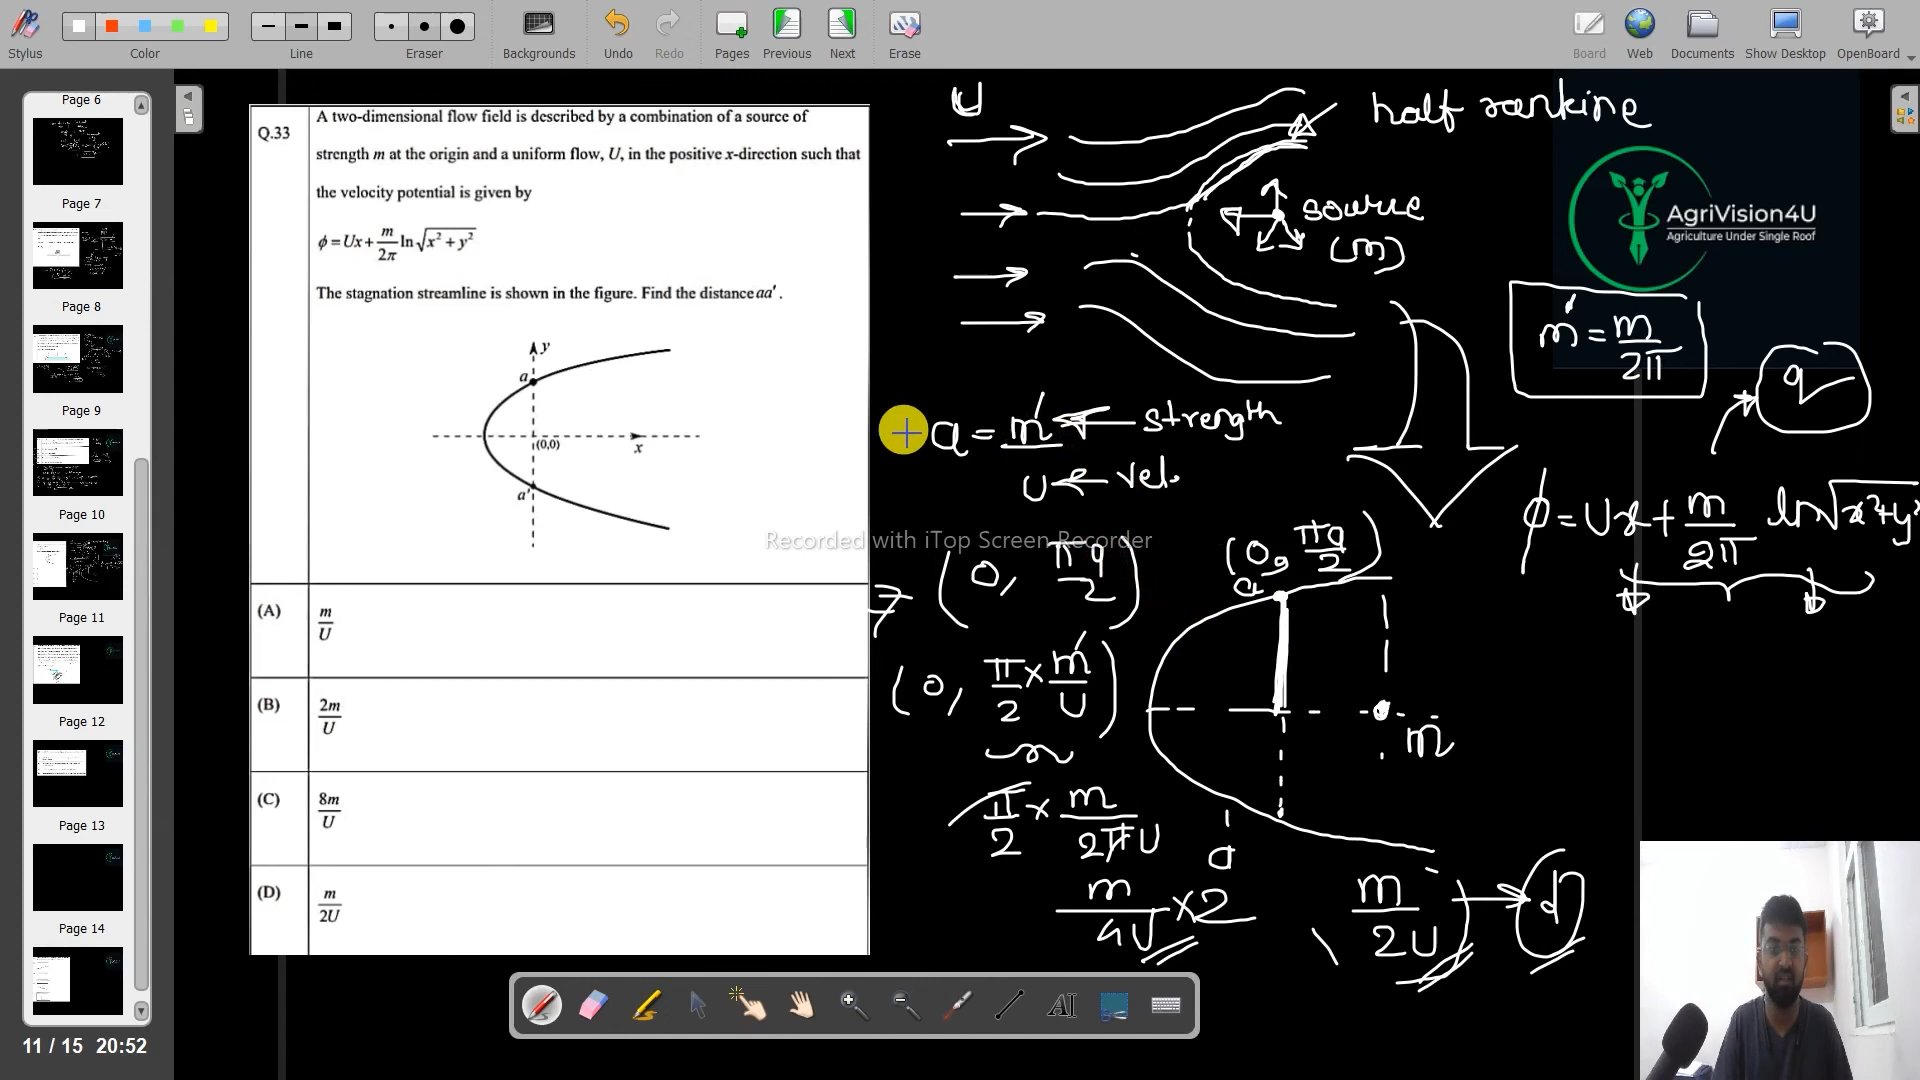 Stylus Color Line Eraser Backgrounds Undo Redo Pages Previous Next Erase Board Web Documents Show Desktop OpenBoard
Page 6
Page 7
Page 8
Page 9
Page 10
Page 11
Page 12
Page 13
Page 14
11 / 15 20:52
Q.33
A two-dimensional flow field is described by a combination of a source of
strength m at the origin and a uniform flow, U, in the positive x-direction such that
the velocity potential is given by
ϕ = Ux + m/2π ln √(x² + y²)
The stagnation streamline is shown in the figure. Find the distance aa′ .
y
a
(0,0)
x
a′
(A) m/U
(B) 2m/U
(C) 8m/U
(D) m/2U
U
half rankine
source
(m)
AgriVision4U
Agriculture Under Single Roof
m′ = m/2π
a = m′/U
strength
vel.
ϕ = Ux + m/2π ln √x²+y²
Recorded with iTop Screen Recorder
(0, π/2 × m′/U)
π/2 × m/2πU
m/4U × 2
m/2U